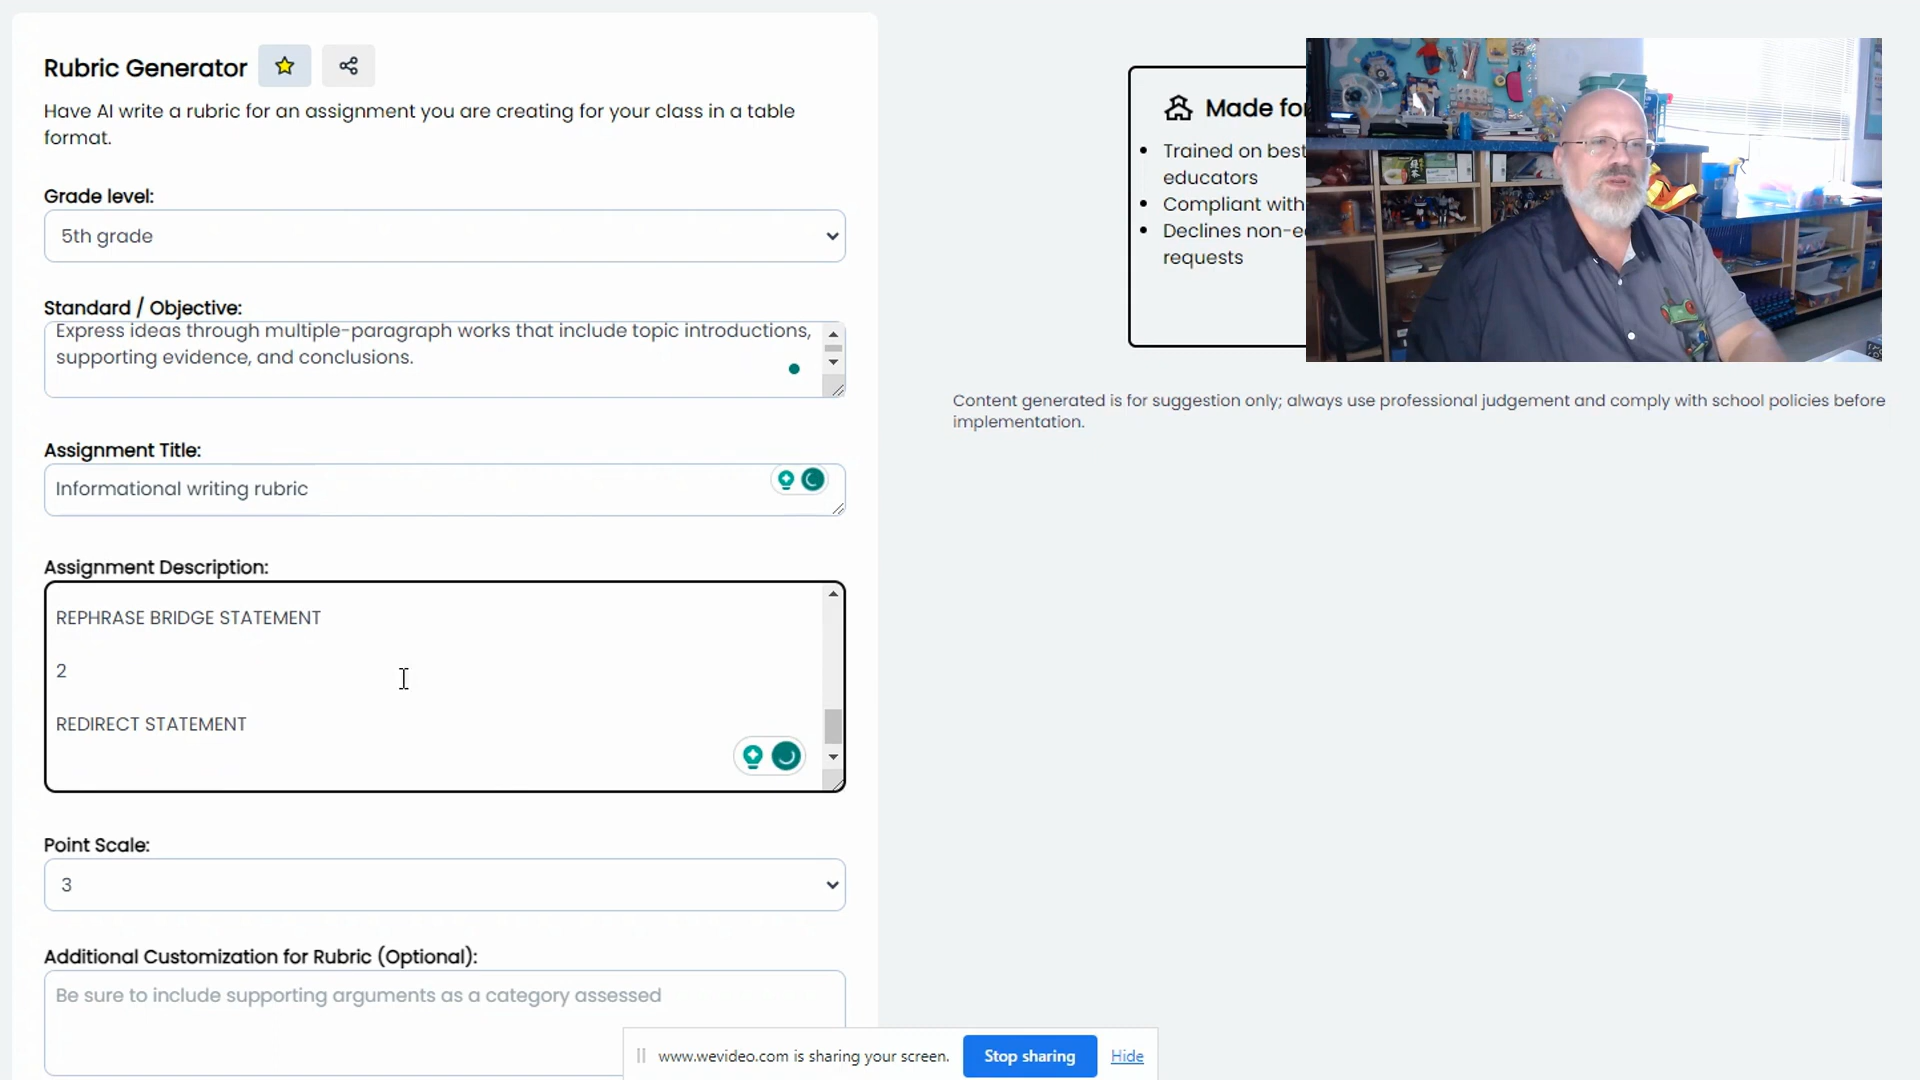 Rubric Generator
Have AI write a rubric for an assignment you are creating for your class in a table
format.
Grade level:
5th grade
Standard / Objective:
Express ideas through multiple-paragraph works that include topic introductions,
supporting evidence, and conclusions.
Assignment Title:
Informational writing rubric
Assignment Description:
REPHRASE BRIDGE STATEMENT
2
REDIRECT STATEMENT
Point Scale:
3
Additional Customization for Rubric (Optional):
Be sure to include supporting arguments as a category assessed
Made for
Trained on best
educators
Compliant with
Declines non-e
requests
Content generated is for suggestion only; always use professional judgement and comply with school policies before
implementation.
www.wevideo.com is sharing your screen.
Stop sharing
Hide